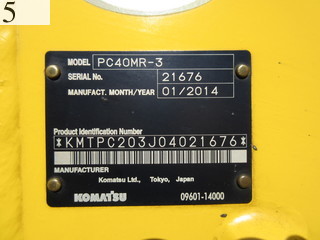 5
MODEL PC40MR-3
SERIAL No. 21676
MANUFACT. MONTH/YEAR 01/2014
Product Identification Number
*KMTPC203J04021676*
MANUFACTURER
Komatsu Ltd., Tokyo, Japan
KOMATSU 09601-14000